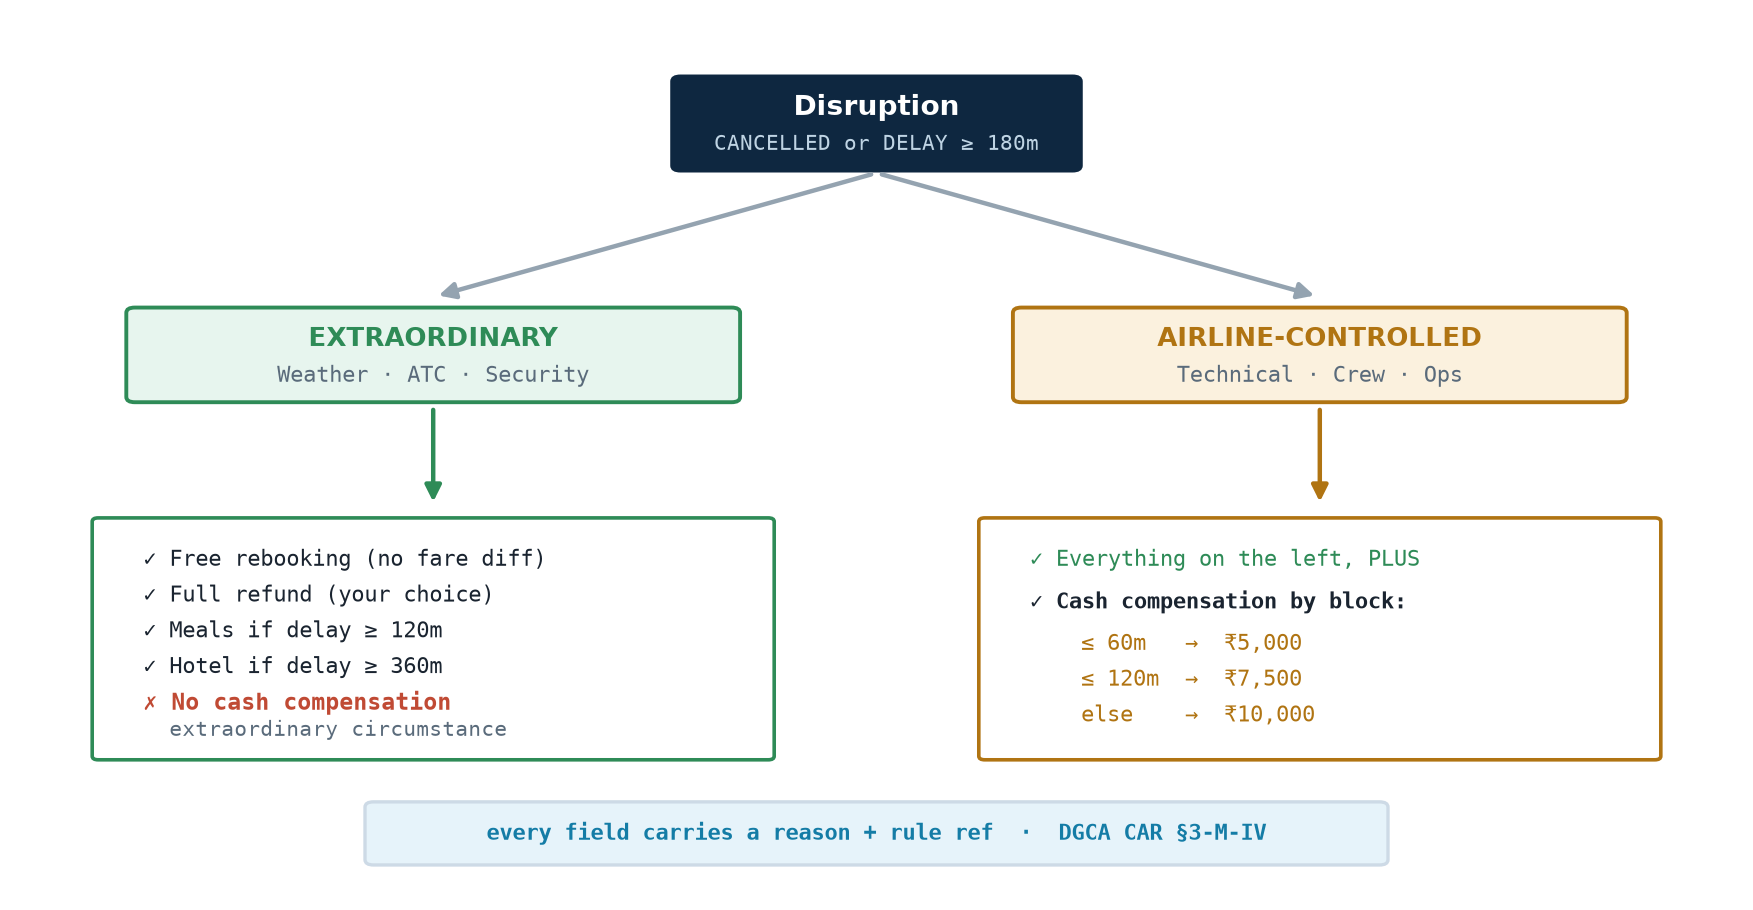 Disruption
CANCELLED or DELAY ≥ 180m
EXTRAORDINARY
Weather · ATC · Security
AIRLINE-CONTROLLED
Technical · Crew · Ops
✓ Free rebooking (no fare diff)
✓ Full refund (your choice)
✓ Meals if delay ≥ 120m
✓ Hotel if delay ≥ 360m
✗ No cash compensation
extraordinary circumstance
✓ Everything on the left, PLUS
✓ Cash compensation by block:
≤ 60m → ₹5,000
≤ 120m → ₹7,500
else → ₹10,000
every field carries a reason + rule ref · DGCA CAR §3-M-IV